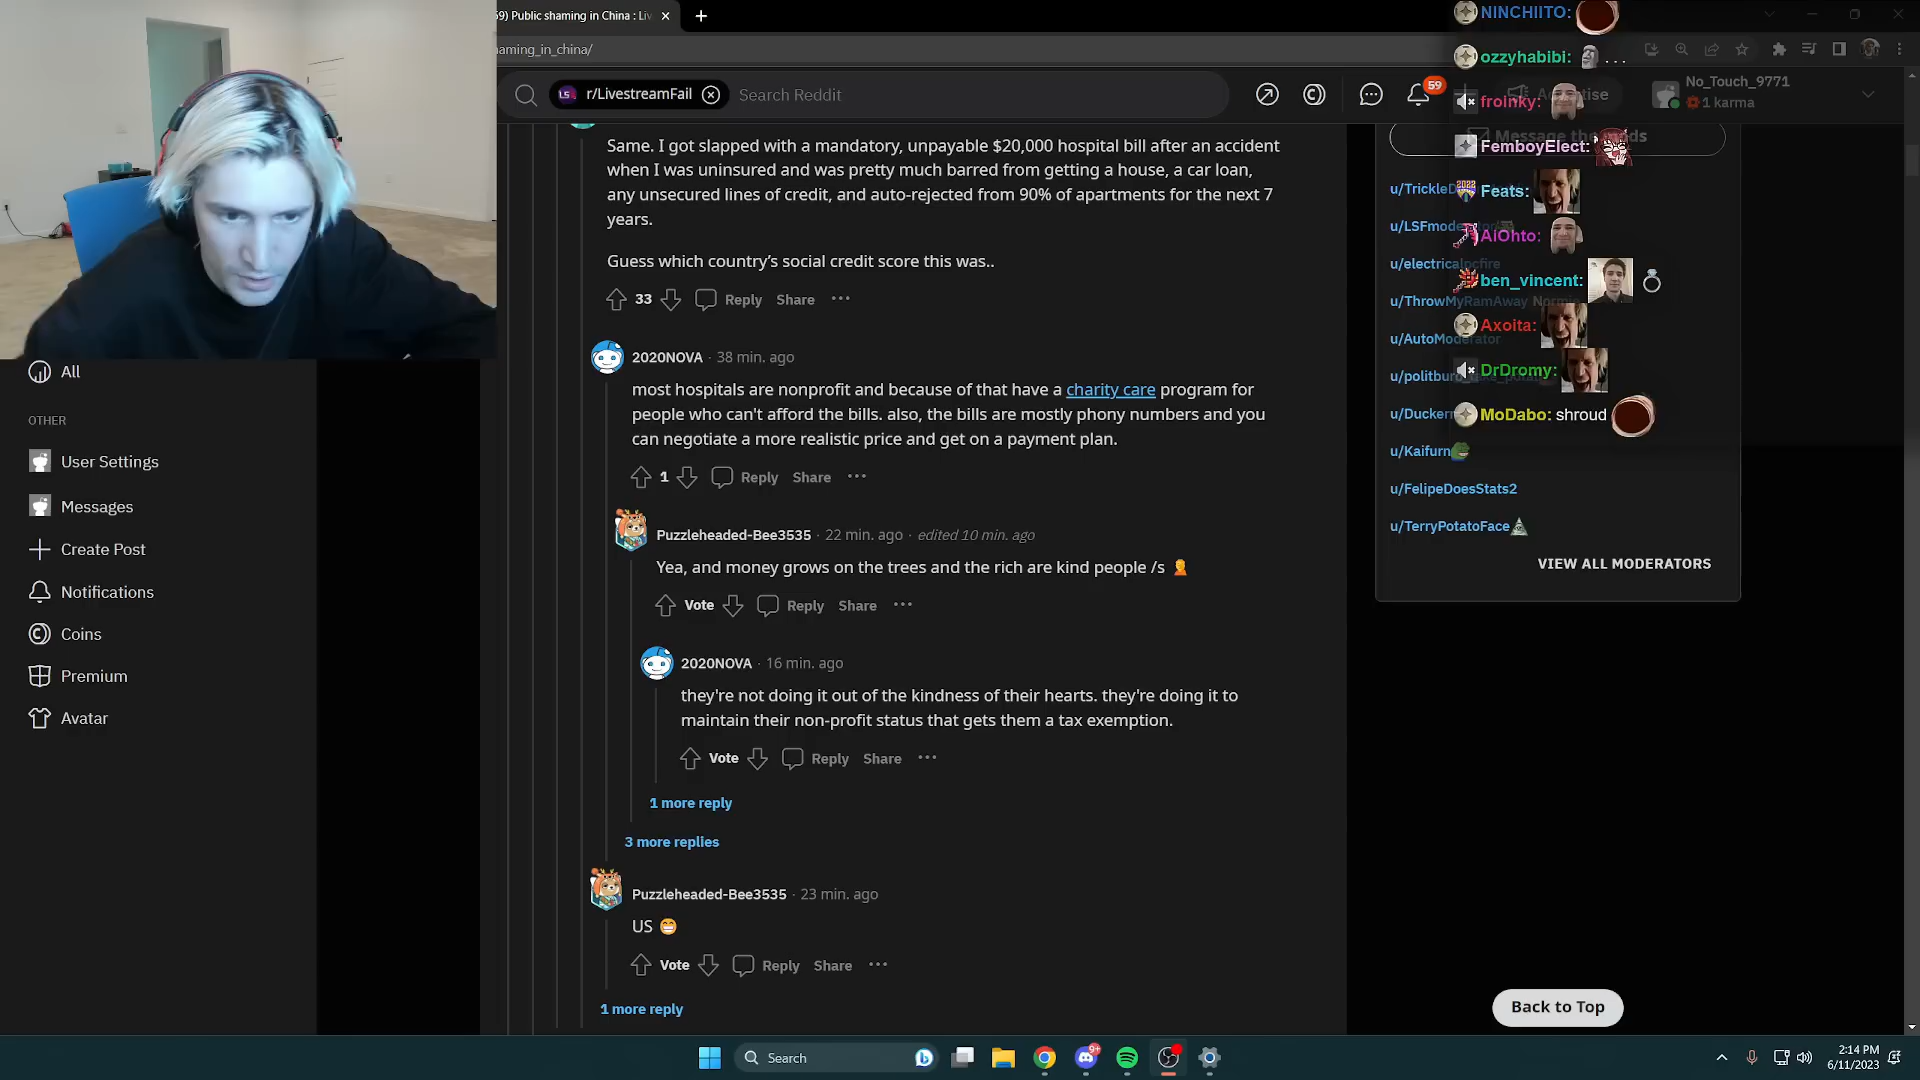 59) Public shaming in China : Liv
aming_in_china/
r/LivestreamFail
Search Reddit
59
Advertise
No_Touch_9771
1 karma
Same. I got slapped with a mandatory, unpayable $20,000 hospital bill after an accident
when I was uninsured and was pretty much barred from getting a house, a car loan,
any unsecured lines of credit, and auto-rejected from 90% of apartments for the next 7
years.
Guess which country's social credit score this was..
33
Reply
Share
2020NOVA · 38 min. ago
most hospitals are nonprofit and because of that have a charity care program for
people who can't afford the bills. also, the bills are mostly phony numbers and you
can negotiate a more realistic price and get on a payment plan.
1
Reply
Share
Puzzleheaded-Bee3535 · 22 min. ago · edited 10 min. ago
Yea, and money grows on the trees and the rich are kind people /s
Vote
Reply
Share
2020NOVA · 16 min. ago
they're not doing it out of the kindness of their hearts. they're doing it to
maintain their non-profit status that gets them a tax exemption.
Vote
Reply
Share
1 more reply
3 more replies
Puzzleheaded-Bee3535 · 23 min. ago
US
Vote
Reply
Share
1 more reply
All
OTHER
User Settings
Messages
Create Post
Notifications
Coins
Premium
Avatar
Message the mods
u/TrickleD
u/LSFmode
u/electricalpcfire
u/ThrowMyRamAway Normie
u/AutoModerator
u/politbur
u/Ducker
u/Kaifurn
u/FelipeDoesStats2
u/TerryPotatoFace
VIEW ALL MODERATORS
NINCHIITO:
ozzyhabibi: ...
froinky:
FemboyElect:
Feats:
AiOhto:
ben_vincent:
Axoita:
DrDromy:
MoDabo: shroud
Back to Top
Search
9+
2:14 PM
6/11/2023